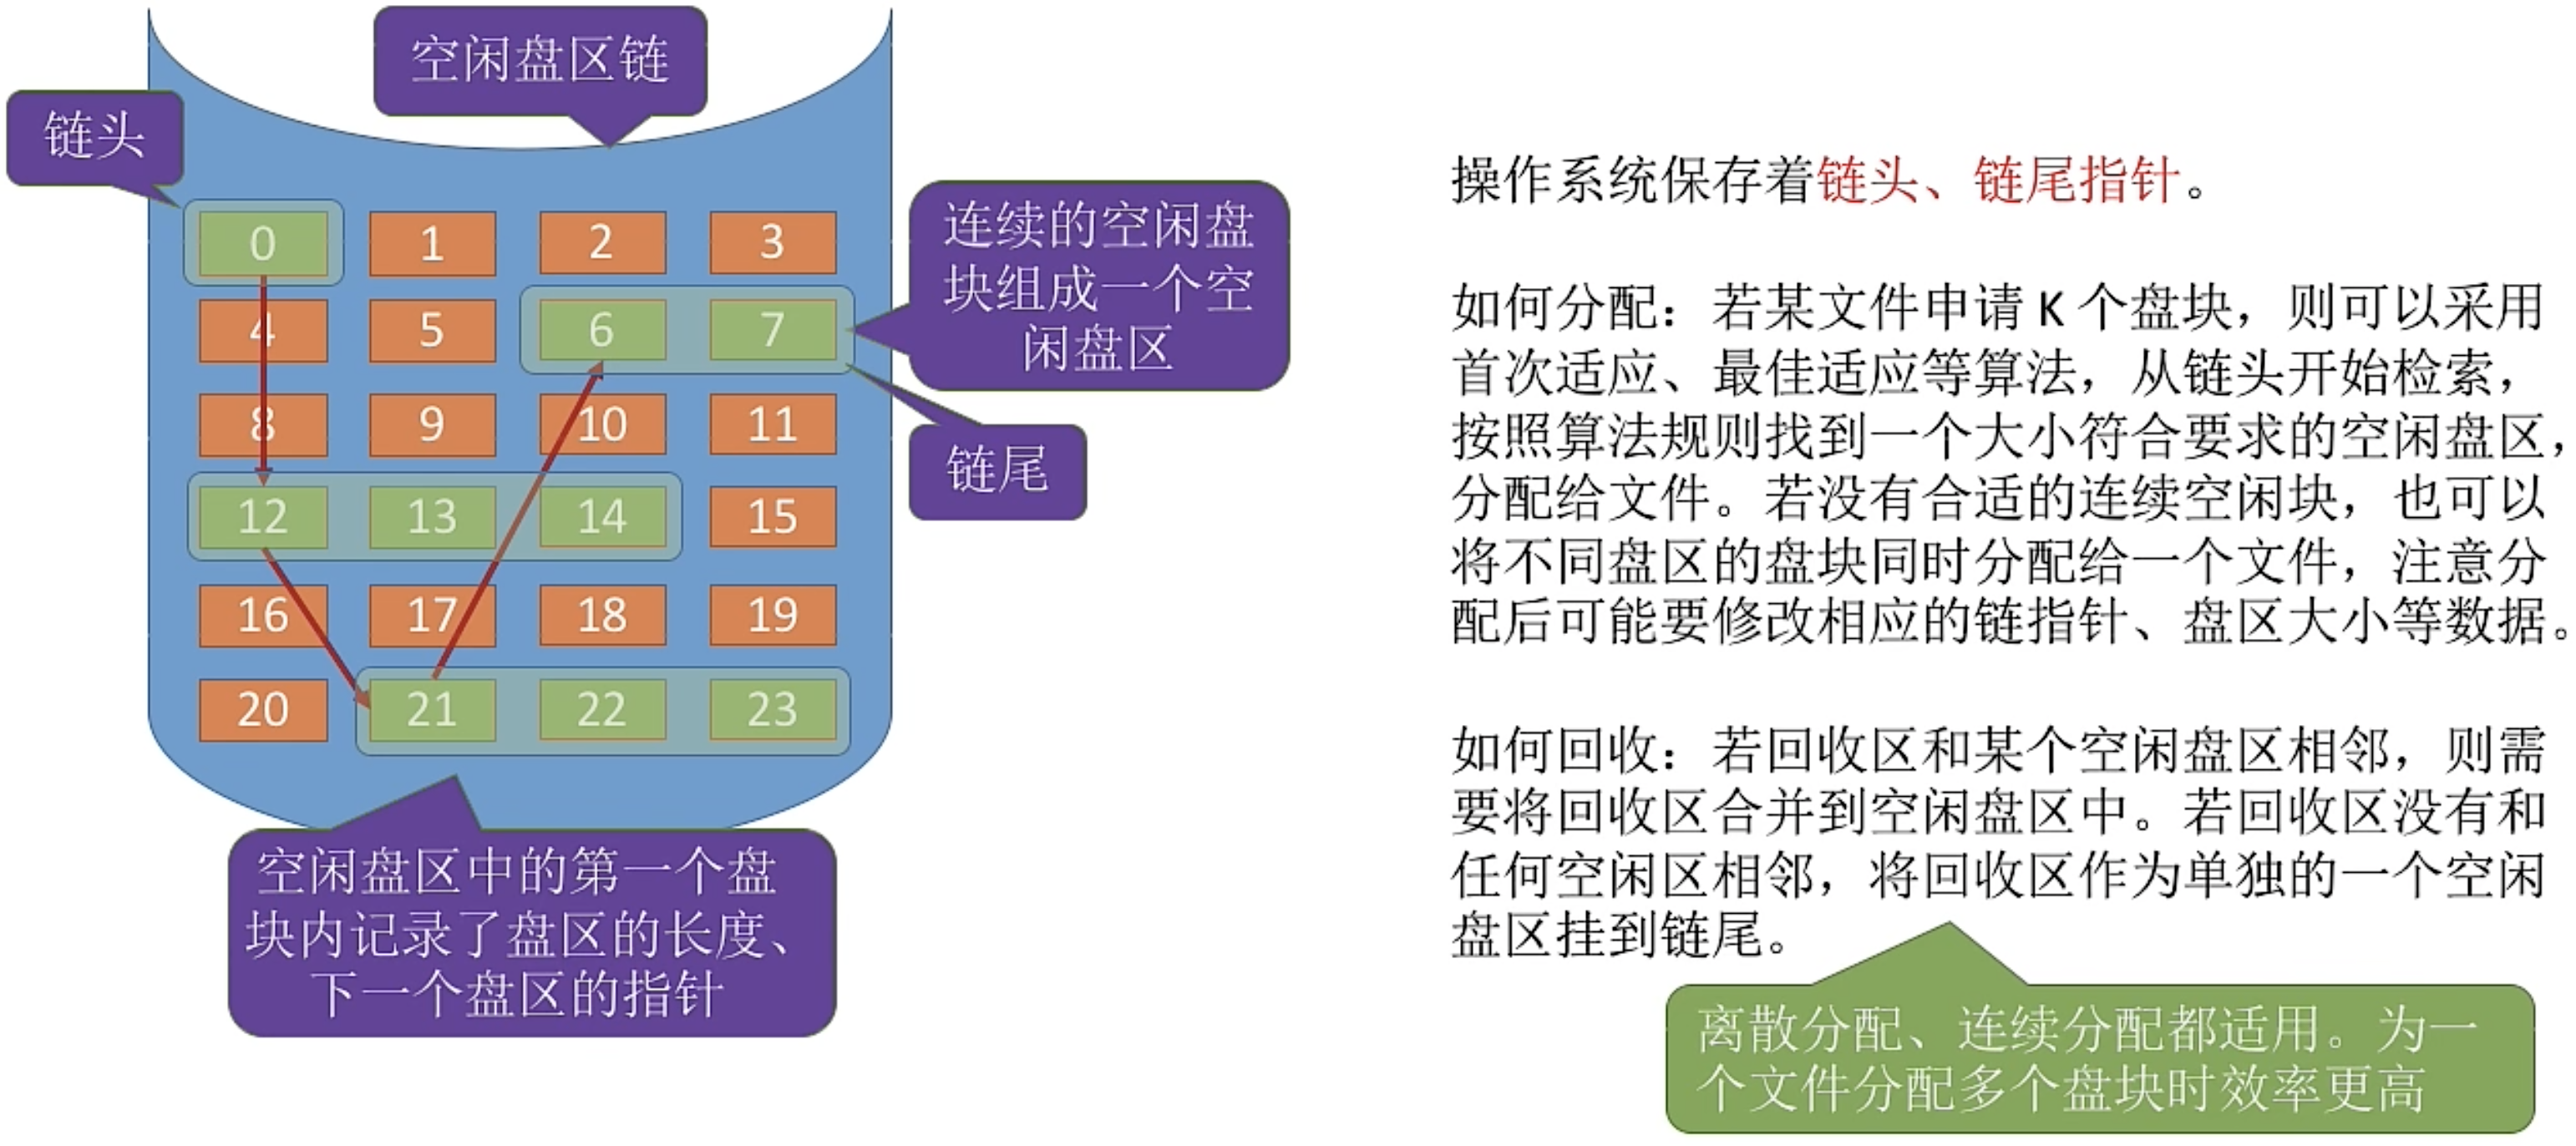 空闲盘区链
链头
0
1
2
3
4
5
6
7
8
9
10
11
12
13
14
15
16
17
18
19
20
21
22
23
连续的空闲盘
块组成一个空
闲盘区
链尾
空闲盘区中的第一个盘
块内记录了盘区的长度、
下一个盘区的指针
操作系统保存着链头、链尾指针。
如何分配：若某文件申请 K 个盘块，则可以采用
首次适应、最佳适应等算法，从链头开始检索，
按照算法规则找到一个大小符合要求的空闲盘区，
分配给文件。若没有合适的连续空闲块，也可以
将不同盘区的盘块同时分配给一个文件，注意分
配后可能要修改相应的链指针、盘区大小等数据。
如何回收：若回收区和某个空闲盘区相邻，则需
要将回收区合并到空闲盘区中。若回收区没有和
任何空闲区相邻，将回收区作为单独的一个空闲
盘区挂到链尾。
离散分配、连续分配都适用。为一
个文件分配多个盘块时效率更高